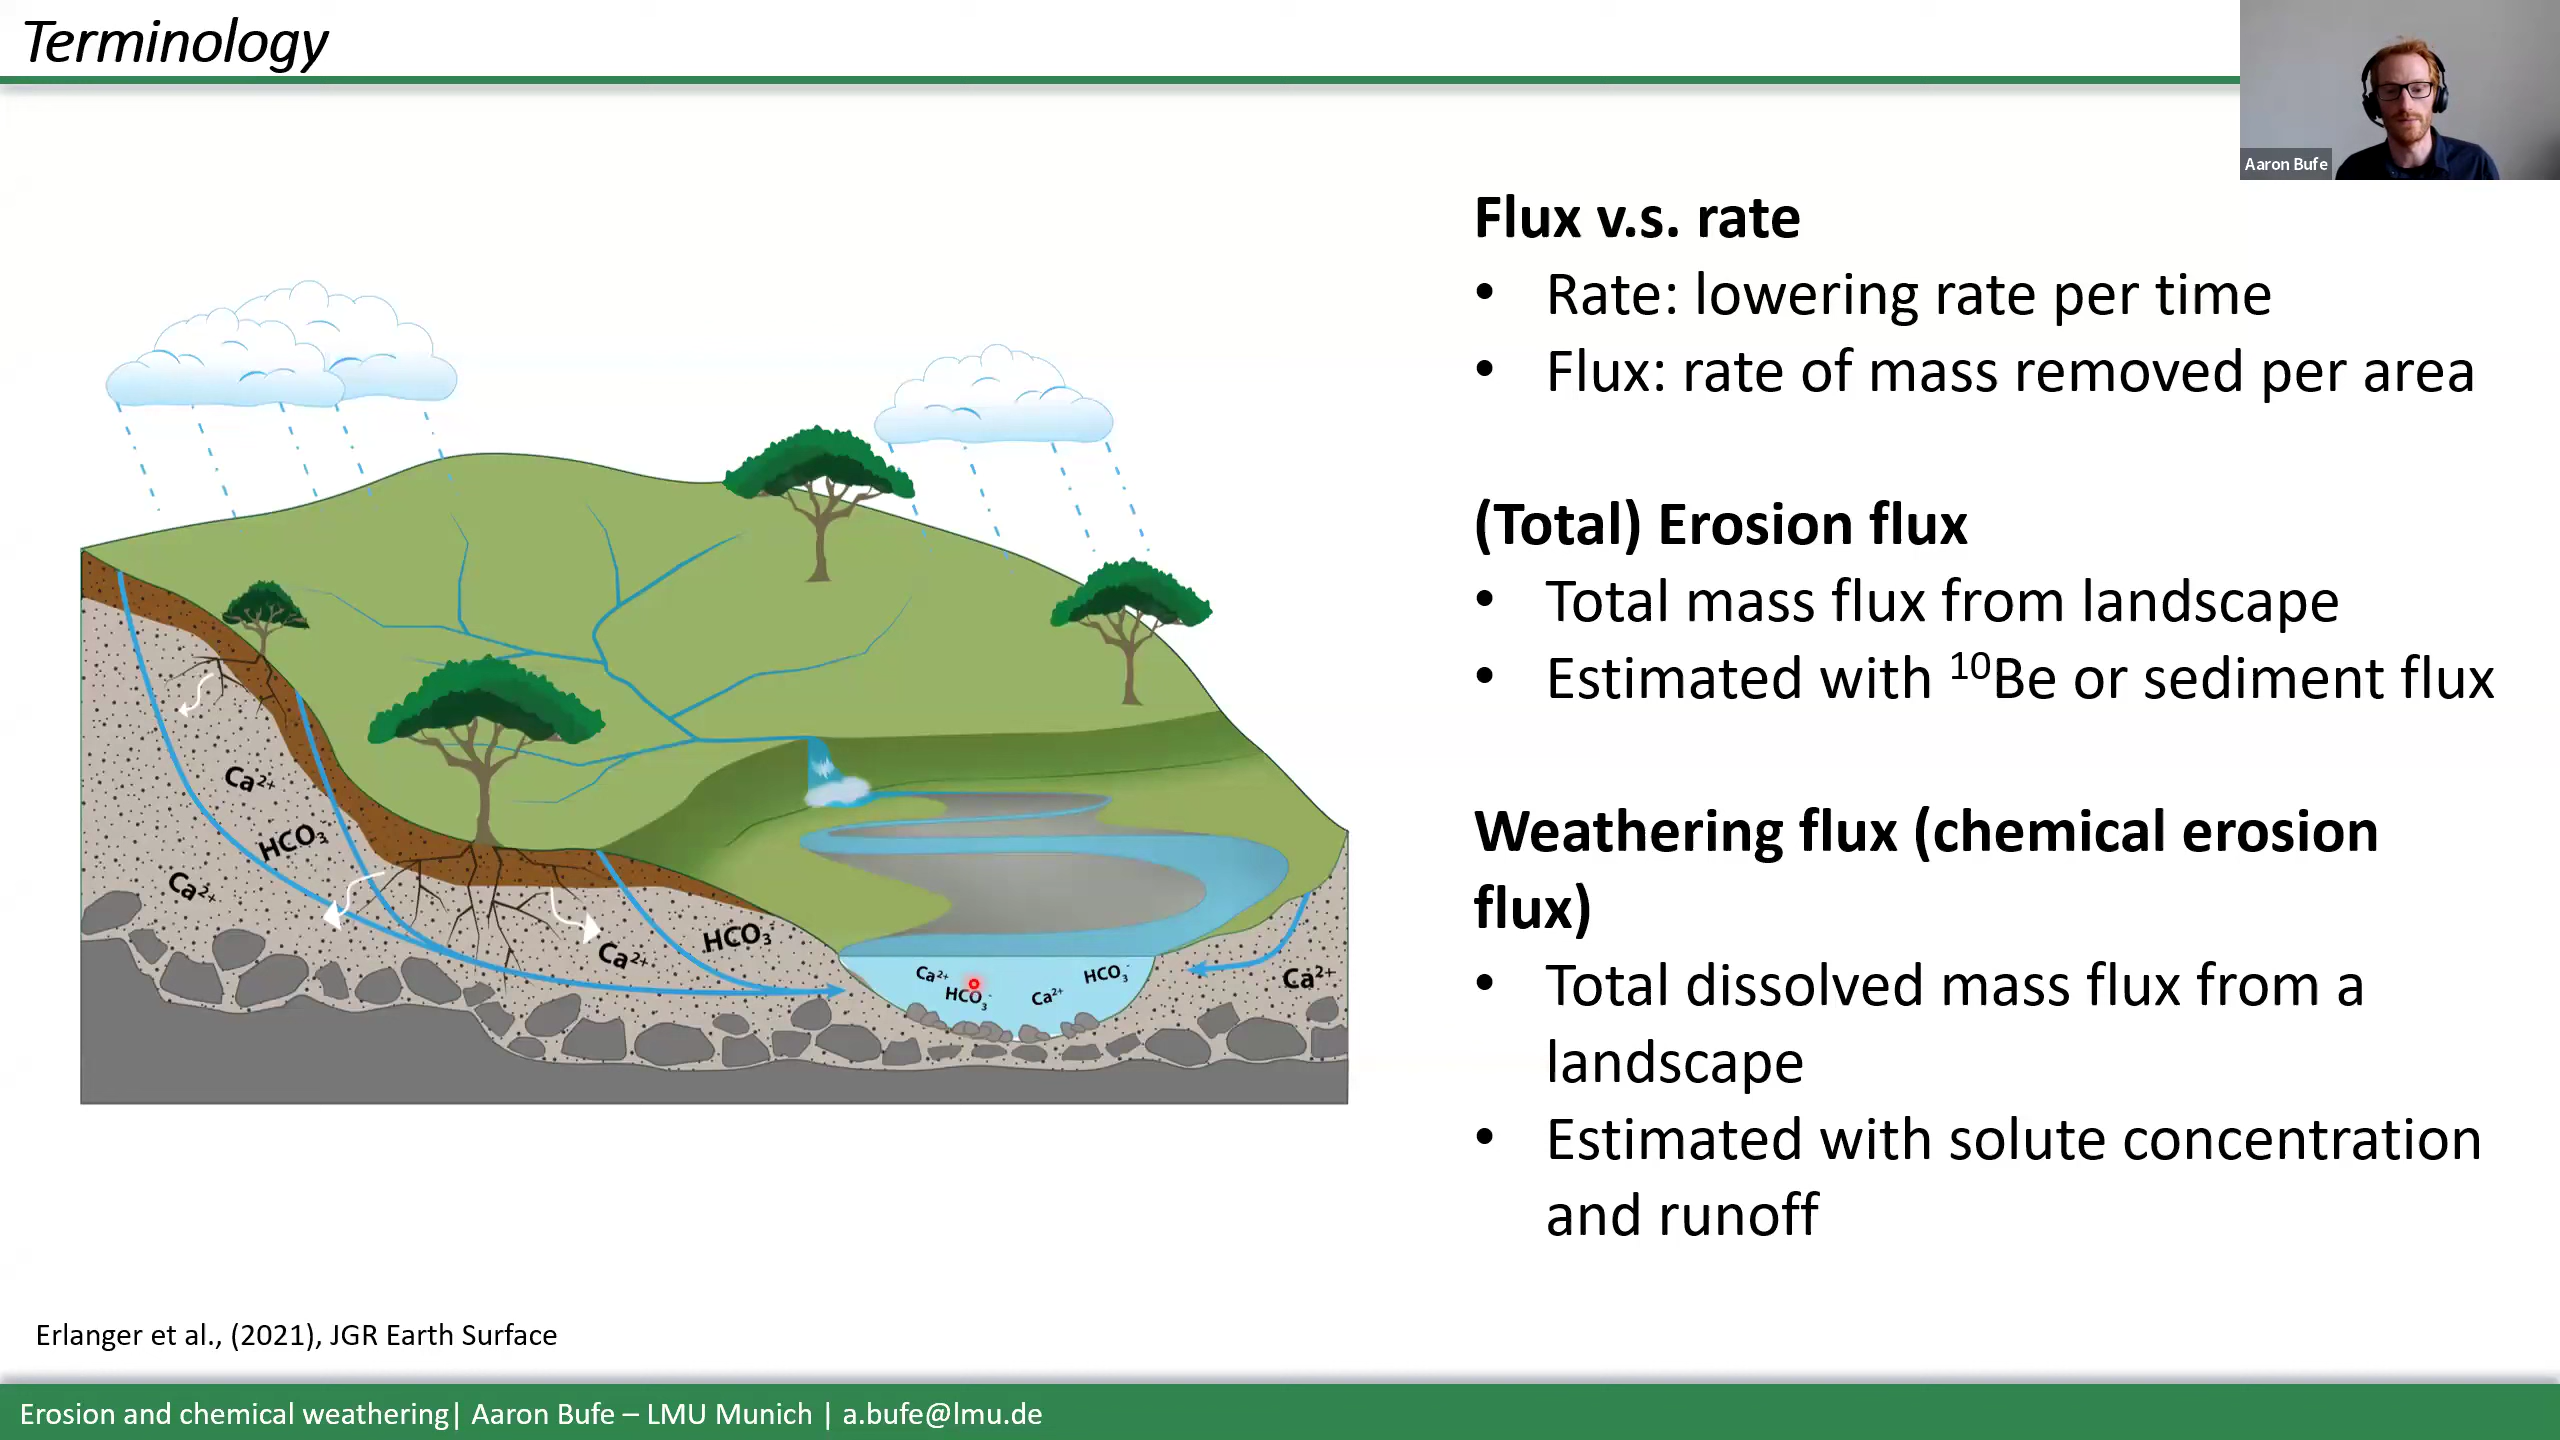 Terminology
Aaron Bufe
Flux v.s. rate
• Rate: lowering rate per time
• Flux: rate of mass removed per area
(Total) Erosion flux
• Total mass flux from landscape
• Estimated with ¹⁰Be or sediment flux
Weathering flux (chemical erosion
flux)
• Total dissolved mass flux from a
landscape
• Estimated with solute concentration
and runoff
Ca²⁺
HCO₃⁻
Ca²⁺
HCO₃⁻
Ca²⁺
Ca²⁺
HCO₃⁻
HCO₃⁻
Ca²⁺
Ca²⁺
Erlanger et al., (2021), JGR Earth Surface
Erosion and chemical weathering| Aaron Bufe – LMU Munich | a.bufe@lmu.de